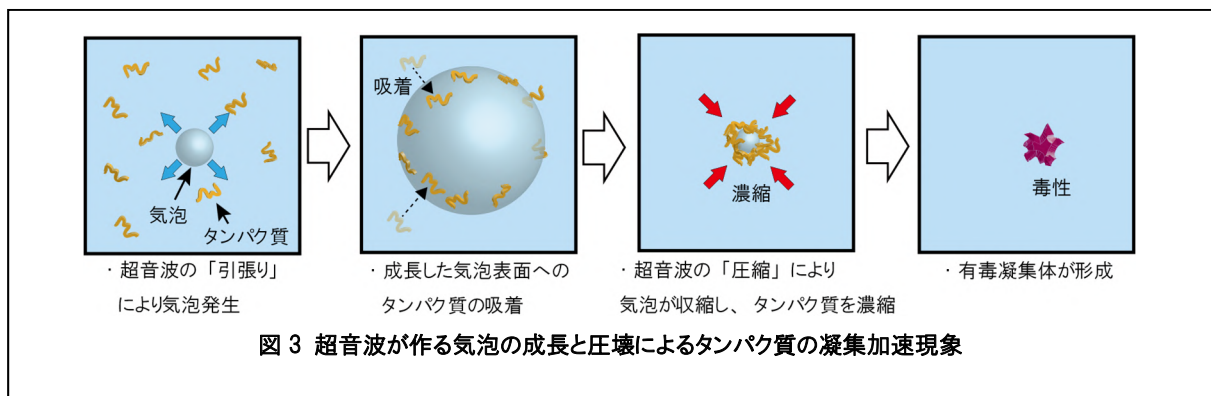 気泡
タンパク質
吸着
濃縮
毒性
・超音波の「引張り」
により気泡発生
・成長した気泡表面への
タンパク質の吸着
・超音波の「圧縮」により
気泡が収縮し、タンパク質を濃縮
・有毒凝集体が形成
図 3 超音波が作る気泡の成長と圧壊によるタンパク質の凝集加速現象